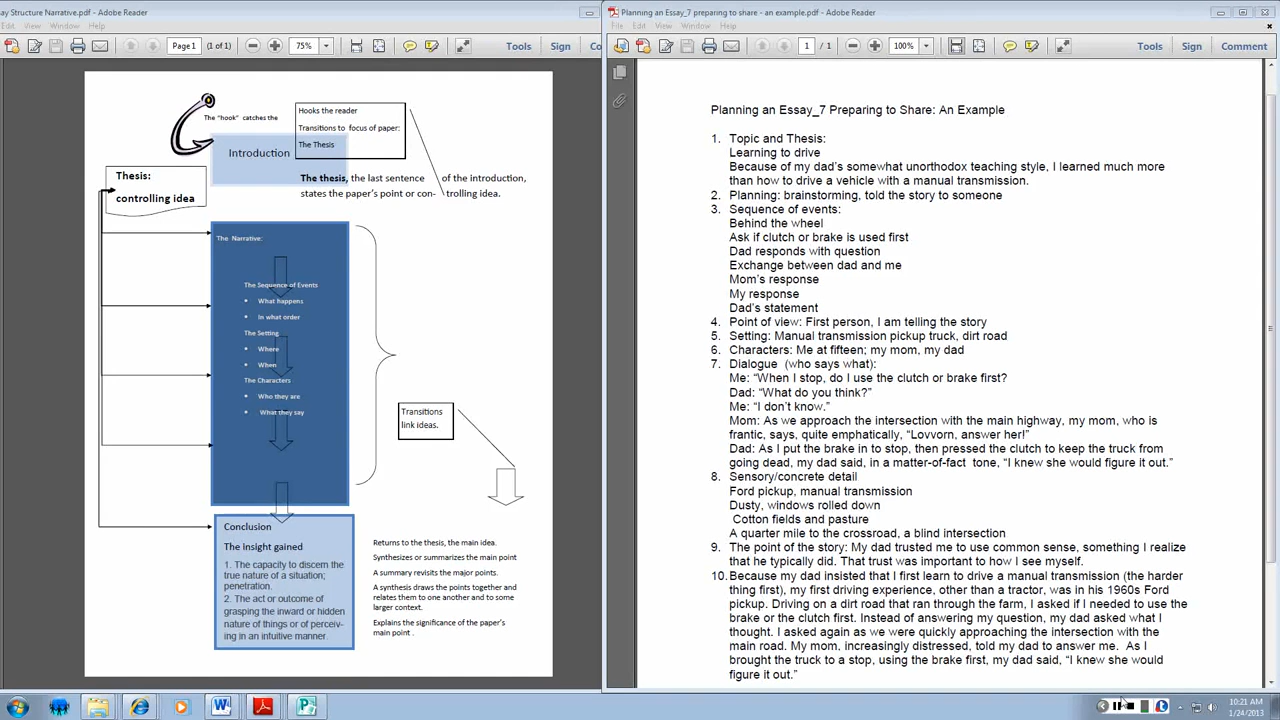 ay Structure Narrative.pdf - Adobe Reader
Edit View Window Help
Page 1 (1 of 1) 75% Tools Sign Co
The "hook" catches the
Hooks the reader
Transitions to focus of paper:
The Thesis
Introduction
Thesis:
controlling idea
The thesis, the last sentence of the introduction,
states the paper's point or con- trolling idea.
The Narrative:
The Sequence of Events
• What happens
• In what order
The Setting
• Where
• When
The Characters
• Who they are
• What they say
Transitions
link ideas.
Conclusion
The insight gained
1. The capacity to discern the
true nature of a situation;
penetration.
2. The act or outcome of
grasping the inward or hidden
nature of things or of perceiv-
ing in an intuitive manner.
Returns to the thesis, the main idea.
Synthesizes or summarizes the main point
A summary revisits the major points.
A synthesis draws the points together and
relates them to one another and to some
larger context.
Explains the significance of the paper's
main point .
Planning an Essay_7 preparing to share - an example.pdf - Adobe Reader
File Edit View Window Help
1 / 1 100% Tools Sign Comment
Planning an Essay_7 Preparing to Share: An Example
1. Topic and Thesis:
Learning to drive
Because of my dad's somewhat unorthodox teaching style, I learned much more
than how to drive a vehicle with a manual transmission.
2. Planning: brainstorming, told the story to someone
3. Sequence of events:
Behind the wheel
Ask if clutch or brake is used first
Dad responds with question
Exchange between dad and me
Mom's response
My response
Dad's statement
4. Point of view: First person, I am telling the story
5. Setting: Manual transmission pickup truck, dirt road
6. Characters: Me at fifteen; my mom, my dad
7. Dialogue (who says what):
Me: "When I stop, do I use the clutch or brake first?
Dad: "What do you think?"
Me: "I don't know."
Mom: As we approach the intersection with the main highway, my mom, who is
frantic, says, quite emphatically, "Lovvorn, answer her!"
Dad: As I put the brake in to stop, then pressed the clutch to keep the truck from
going dead, my dad said, in a matter-of-fact tone, "I knew she would figure it out."
8. Sensory/concrete detail
Ford pickup, manual transmission
Dusty, windows rolled down
Cotton fields and pasture
A quarter mile to the crossroad, a blind intersection
9. The point of the story: My dad trusted me to use common sense, something I realize
that he typically did. That trust was important to how I see myself.
10. Because my dad insisted that I first learn to drive a manual transmission (the harder
thing first), my first driving experience, other than a tractor, was in his 1960s Ford
pickup. Driving on a dirt road that ran through the farm, I asked if I needed to use the
brake or the clutch first. Instead of answering my question, my dad asked what I
thought. I asked again as we were quickly approaching the intersection with the
main road. My mom, increasingly distressed, told my dad to answer me. As I
brought the truck to a stop, using the brake first, my dad said, "I knew she would
figure it out."
10:21 AM
1/24/2013